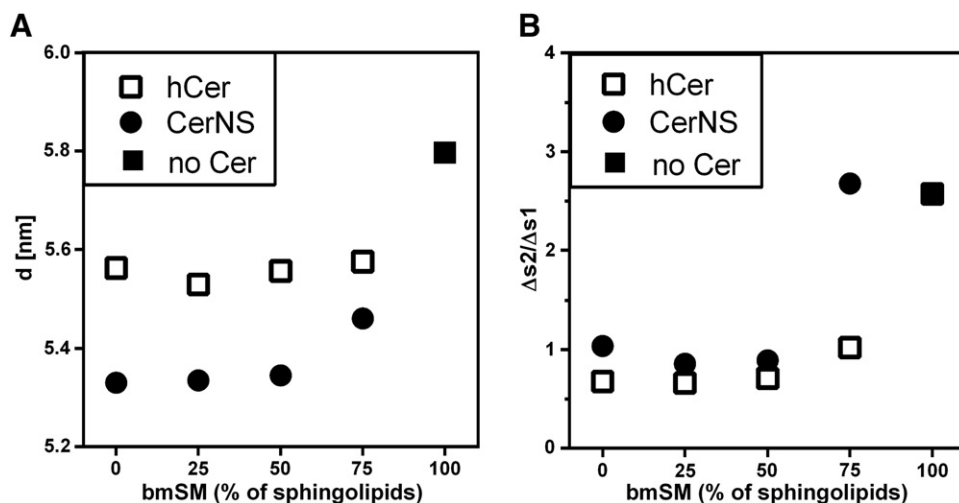 A
6.0
5.8
5.6
5.4
5.2
d [nm]
hCer
CerNS
no Cer
0 25 50 75 100
bmSM (% of sphingolipids)
B
4
3
2
1
0
Δs2/Δs1
hCer
CerNS
no Cer
0 25 50 75 100
bmSM (% of sphingolipids)